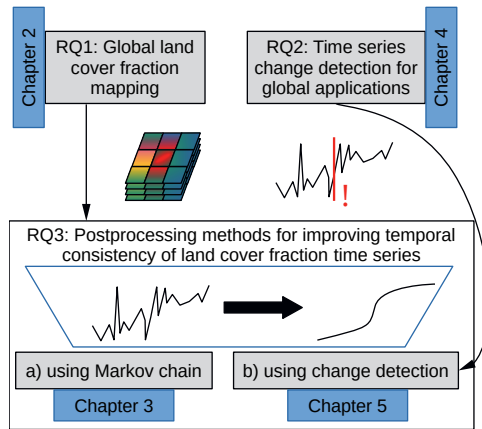 Chapter 2
RQ1: Global land
cover fraction
mapping
RQ2: Time series
change detection for
global applications
Chapter 4
!
RQ3: Postprocessing methods for improving temporal
consistency of land cover fraction time series
a) using Markov chain
Chapter 3
b) using change detection
Chapter 5